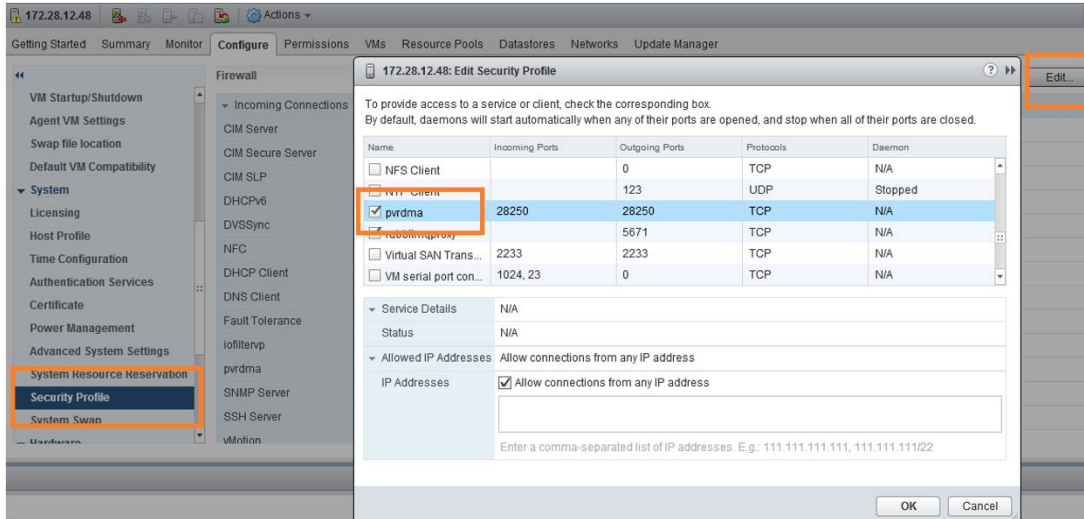 172.28.12.48 Actions
Getting Started Summary Monitor Configure Permissions VMs Resource Pools Datastores Networks Update Manager
VM Startup/Shutdown
Agent VM Settings
Swap file location
Default VM Compatibility
System
Licensing
Host Profile
Time Configuration
Authentication Services
Certificate
Power Management
Advanced System Settings
System Resource Reservation
Security Profile
System Swap
Hardware
Firewall
Incoming Connections
CIM Server
CIM Secure Server
CIM SLP
DHCPv6
DVSSync
NFC
DHCP Client
DNS Client
Fault Tolerance
iofiltervp
pvrdma
SNMP Server
SSH Server
vMotion
Edit...
172.28.12.48: Edit Security Profile
To provide access to a service or client, check the corresponding box.
By default, daemons will start automatically when any of their ports are opened, and stop when all of their ports are closed.
Name Incoming Ports Outgoing Ports Protocols Daemon
NFS Client 0 TCP N/A
NTP Client 123 UDP Stopped
pvrdma 28250 28250 TCP N/A
rabbitmqproxy 5671 TCP N/A
Virtual SAN Trans... 2233 2233 TCP N/A
VM serial port con... 1024, 23 0 TCP N/A
Service Details N/A
Status N/A
Allowed IP Addresses Allow connections from any IP address
IP Addresses Allow connections from any IP address
Enter a comma-separated list of IP addresses. E.g.: 111.111.111.111, 111.111.111/22
OK Cancel